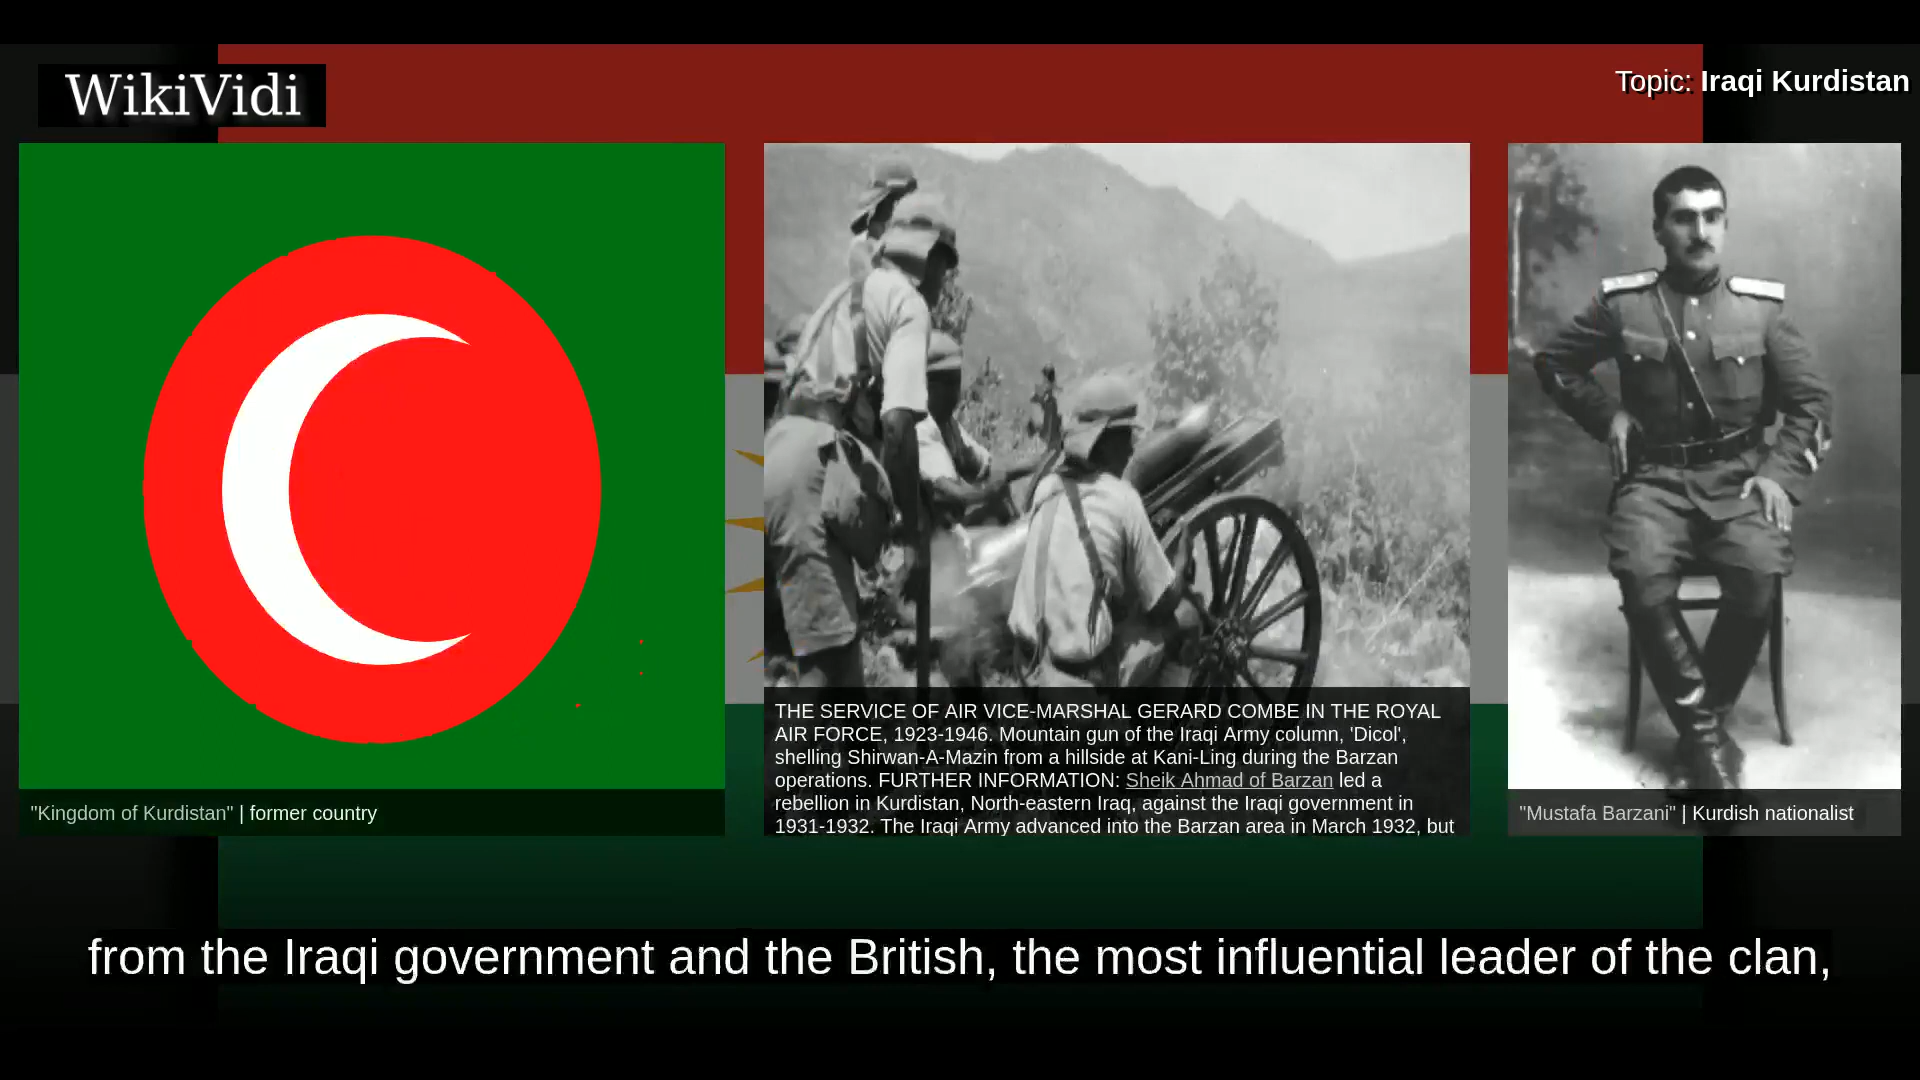 WikiVidi
Topic: Iraqi Kurdistan
"Kingdom of Kurdistan" | former country
THE SERVICE OF AIR VICE-MARSHAL GERARD COMBE IN THE ROYAL
AIR FORCE, 1923-1946. Mountain gun of the Iraqi Army column, 'Dicol',
shelling Shirwan-A-Mazin from a hillside at Kani-Ling during the Barzan
operations. FURTHER INFORMATION: Sheik Ahmad of Barzan led a
rebellion in Kurdistan, North-eastern Iraq, against the Iraqi government in
1931-1932. The Iraqi Army advanced into the Barzan area in March 1932, but
"Mustafa Barzani" | Kurdish nationalist
from the Iraqi government and the British, the most influential leader of the clan,